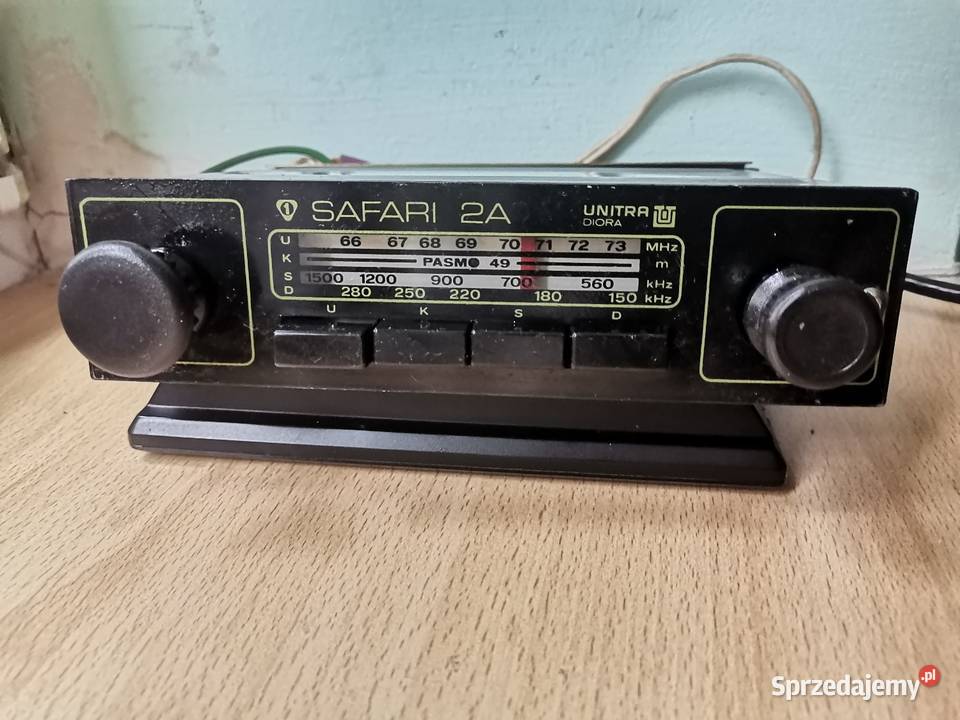 1 SAFARI 2A UNITRA
DIORA
U 66 67 68 69 70 71 72 73 MHz
K PASMO 49 m
S 1500 1200 900 700 560 kHz
D 280 250 220 180 150 kHz
U K S D
Sprzedajemy.pl